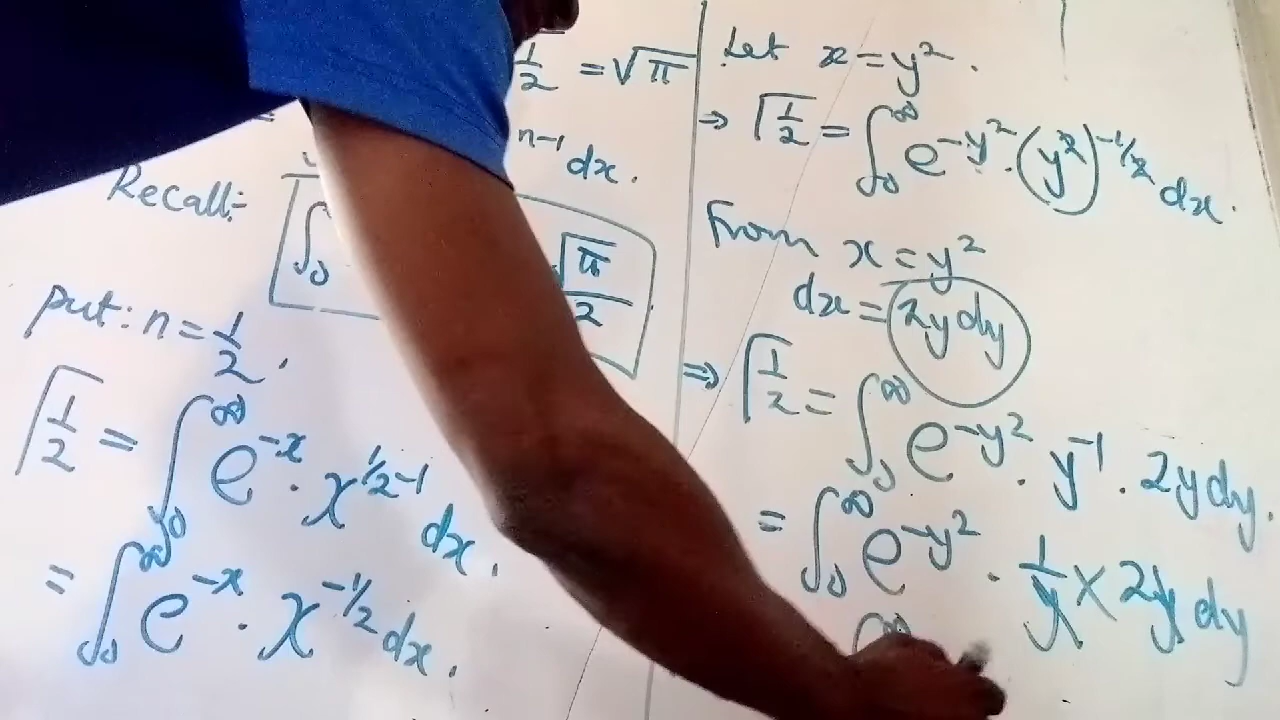 1/2 = √π
n-1 dx.
Recall:-
∫₀ √π/2
put: n = 1/2.
Γ1/2 = ∫₀^∞ e^-x . x^1/2-1 dx.
= ∫₀^∞ e^-x . x^-1/2 dx.
Let x = y².
⇒ Γ1/2 = ∫₀^∞ e^-y² . (y²)^-1/2 dx.
From x = y²
dx = 2y dy
⇒ Γ1/2 = ∫₀^∞ e^-y² . y^-1 . 2y dy.
= ∫₀^∞ e^-y² . 1/y × 2y dy
∞